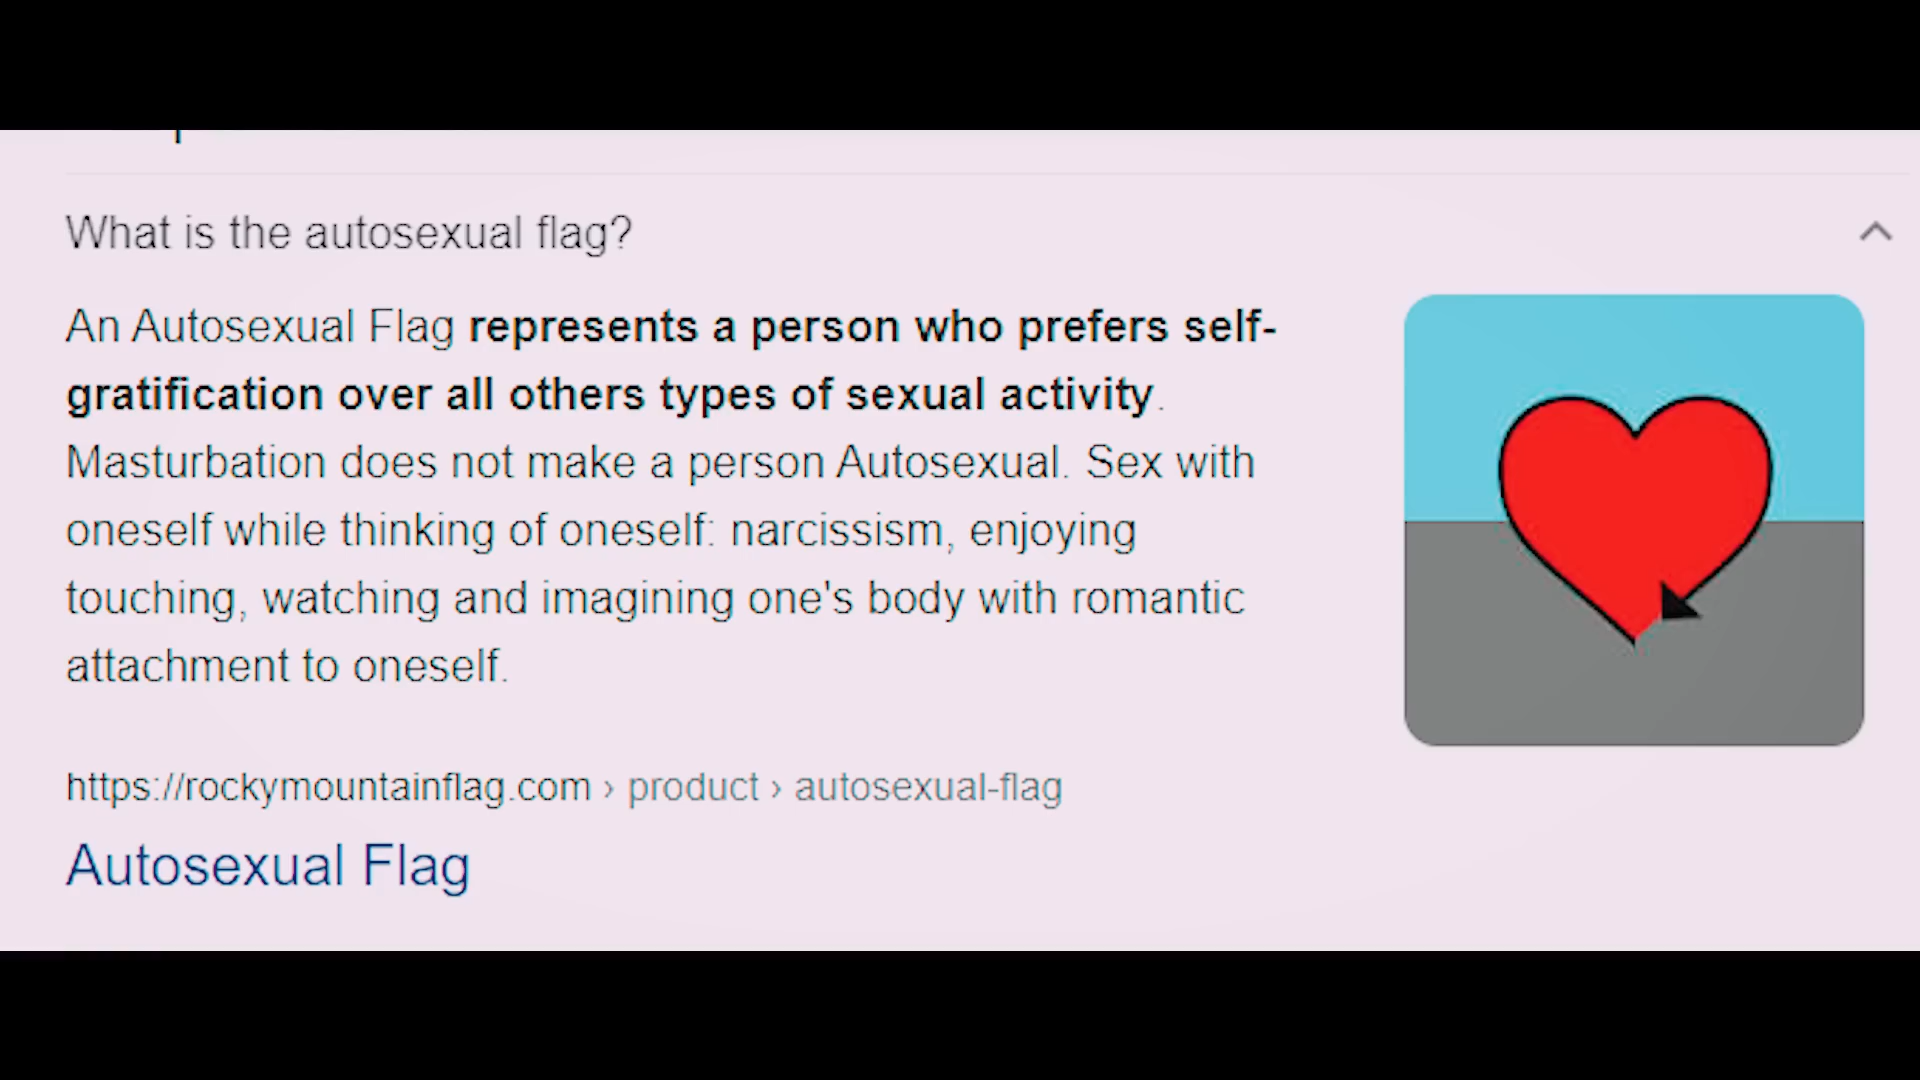 What is the autosexual flag?
An Autosexual Flag represents a person who prefers self-
gratification over all others types of sexual activity.
Masturbation does not make a person Autosexual. Sex with
oneself while thinking of oneself: narcissism, enjoying
touching, watching and imagining one's body with romantic
attachment to oneself.
https://rockymountainflag.com › product › autosexual-flag
Autosexual Flag